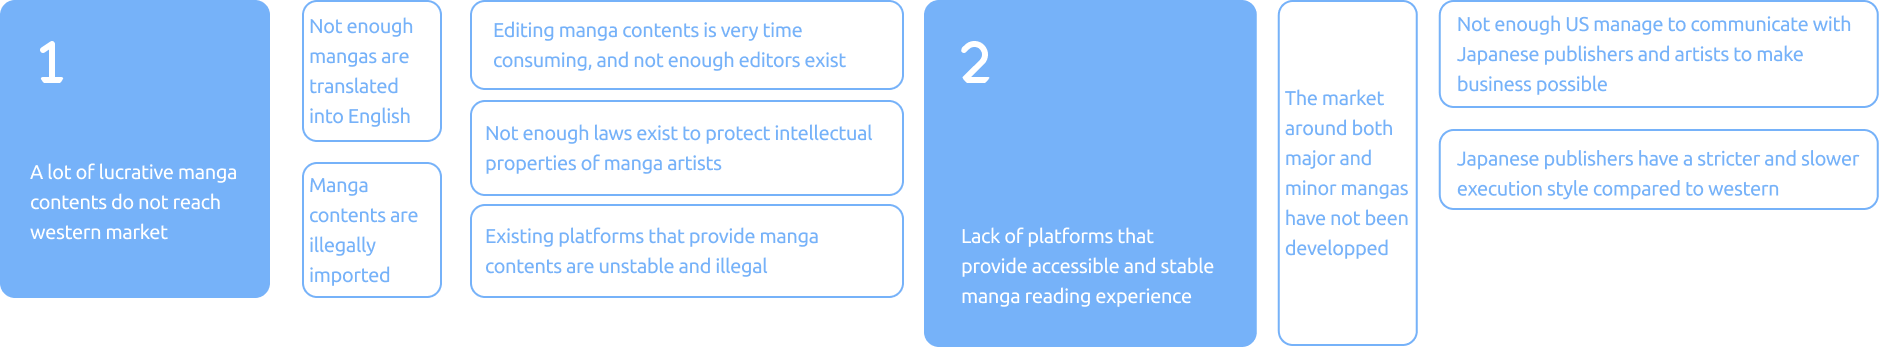 1
A lot of lucrative manga
contents do not reach
western market
Not enough
mangas are
translated
into English
Manga
contents are
illegally
imported
Editing manga contents is very time
consuming, and not enough editors exist
Not enough laws exist to protect intellectual
properties of manga artists
Existing platforms that provide manga
contents are unstable and illegal
2
Lack of platforms that
provide accessible and stable
manga reading experience
The market
around both
major and
minor mangas
have not been
developped
Not enough US manage to communicate with
Japanese publishers and artists to make
business possible
Japanese publishers have a stricter and slower
execution style compared to western